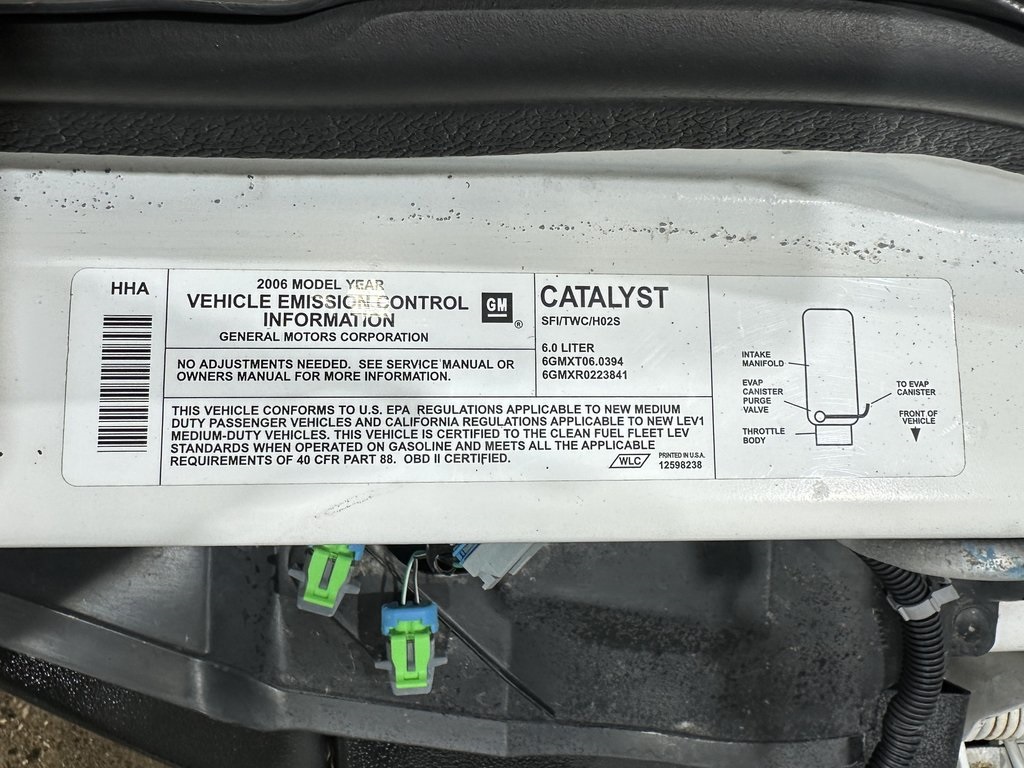 HHA
2006 MODEL YEAR
VEHICLE EMISSION CONTROL
INFORMATION
GENERAL MOTORS CORPORATION
GM
®
NO ADJUSTMENTS NEEDED. SEE SERVICE MANUAL OR
OWNERS MANUAL FOR MORE INFORMATION.
CATALYST
SFI/TWC/H02S
6.0 LITER
6GMXT06.0394
6GMXR0223841
THIS VEHICLE CONFORMS TO U.S. EPA REGULATIONS APPLICABLE TO NEW MEDIUM
DUTY PASSENGER VEHICLES AND CALIFORNIA REGULATIONS APPLICABLE TO NEW LEV1
MEDIUM-DUTY VEHICLES. THIS VEHICLE IS CERTIFIED TO THE CLEAN FUEL FLEET LEV
STANDARDS WHEN OPERATED ON GASOLINE AND MEETS ALL THE APPLICABLE
REQUIREMENTS OF 40 CFR PART 88. OBD II CERTIFIED.
WLC
PRINTED IN U.S.A.
12598238
INTAKE
MANIFOLD
EVAP
CANISTER
PURGE
VALVE
THROTTLE
BODY
TO EVAP
CANISTER
FRONT OF
VEHICLE